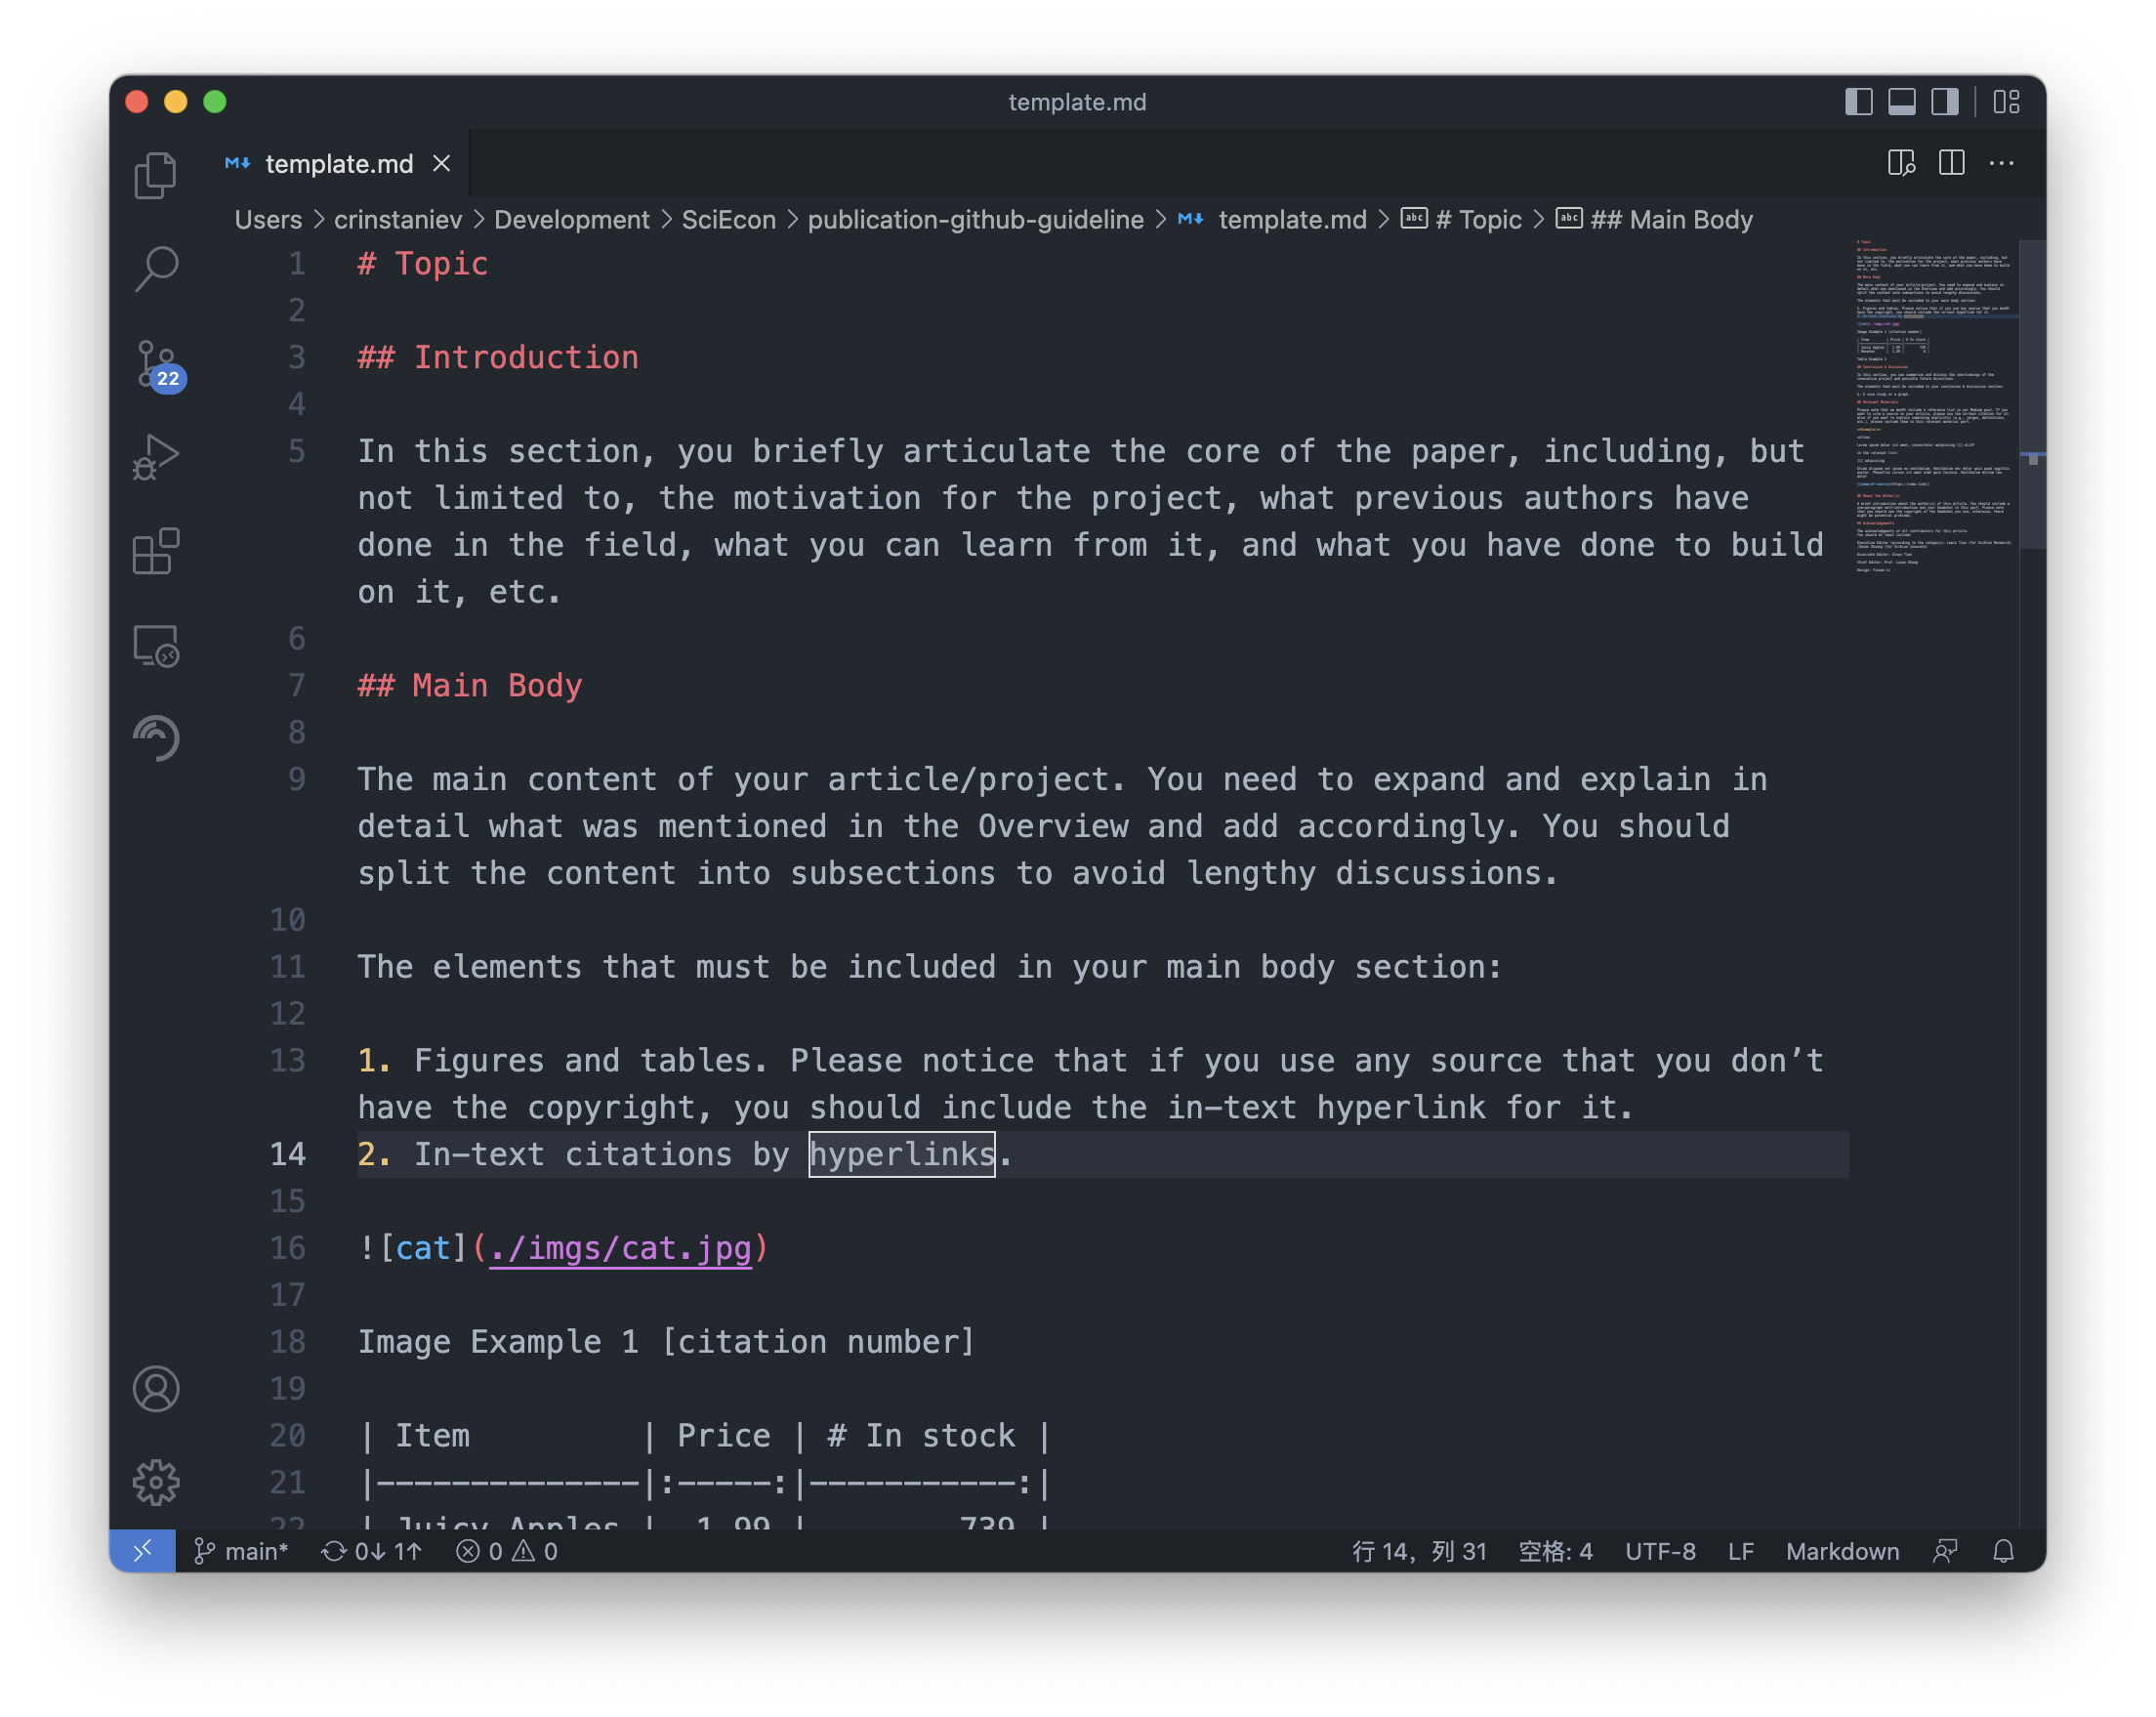 template.md
template.md
Users > crinstaniev > Development > SciEcon > publication-github-guideline > template.md > # Topic > ## Main Body
1 # Topic
2
3 ## Introduction
4
5 In this section, you briefly articulate the core of the paper, including, but
not limited to, the motivation for the project, what previous authors have
done in the field, what you can learn from it, and what you have done to build
on it, etc.
6
7 ## Main Body
8
9 The main content of your article/project. You need to expand and explain in
detail what was mentioned in the Overview and add accordingly. You should
split the content into subsections to avoid lengthy discussions.
10
11 The elements that must be included in your main body section:
12
13 1. Figures and tables. Please notice that if you use any source that you don’t
have the copyright, you should include the in-text hyperlink for it.
14 2. In-text citations by hyperlinks.
15
16 ![cat](./imgs/cat.jpg)
17
18 Image Example 1 [citation number]
19
20 | Item         | Price | # In stock |
21 |--------------|:-----:|-----------:|
22 | Juicy Apples |  1.99 |        739 |
22
main* 0↓ 1↑ 0 0 行 14，列 31 空格: 4 UTF-8 LF Markdown